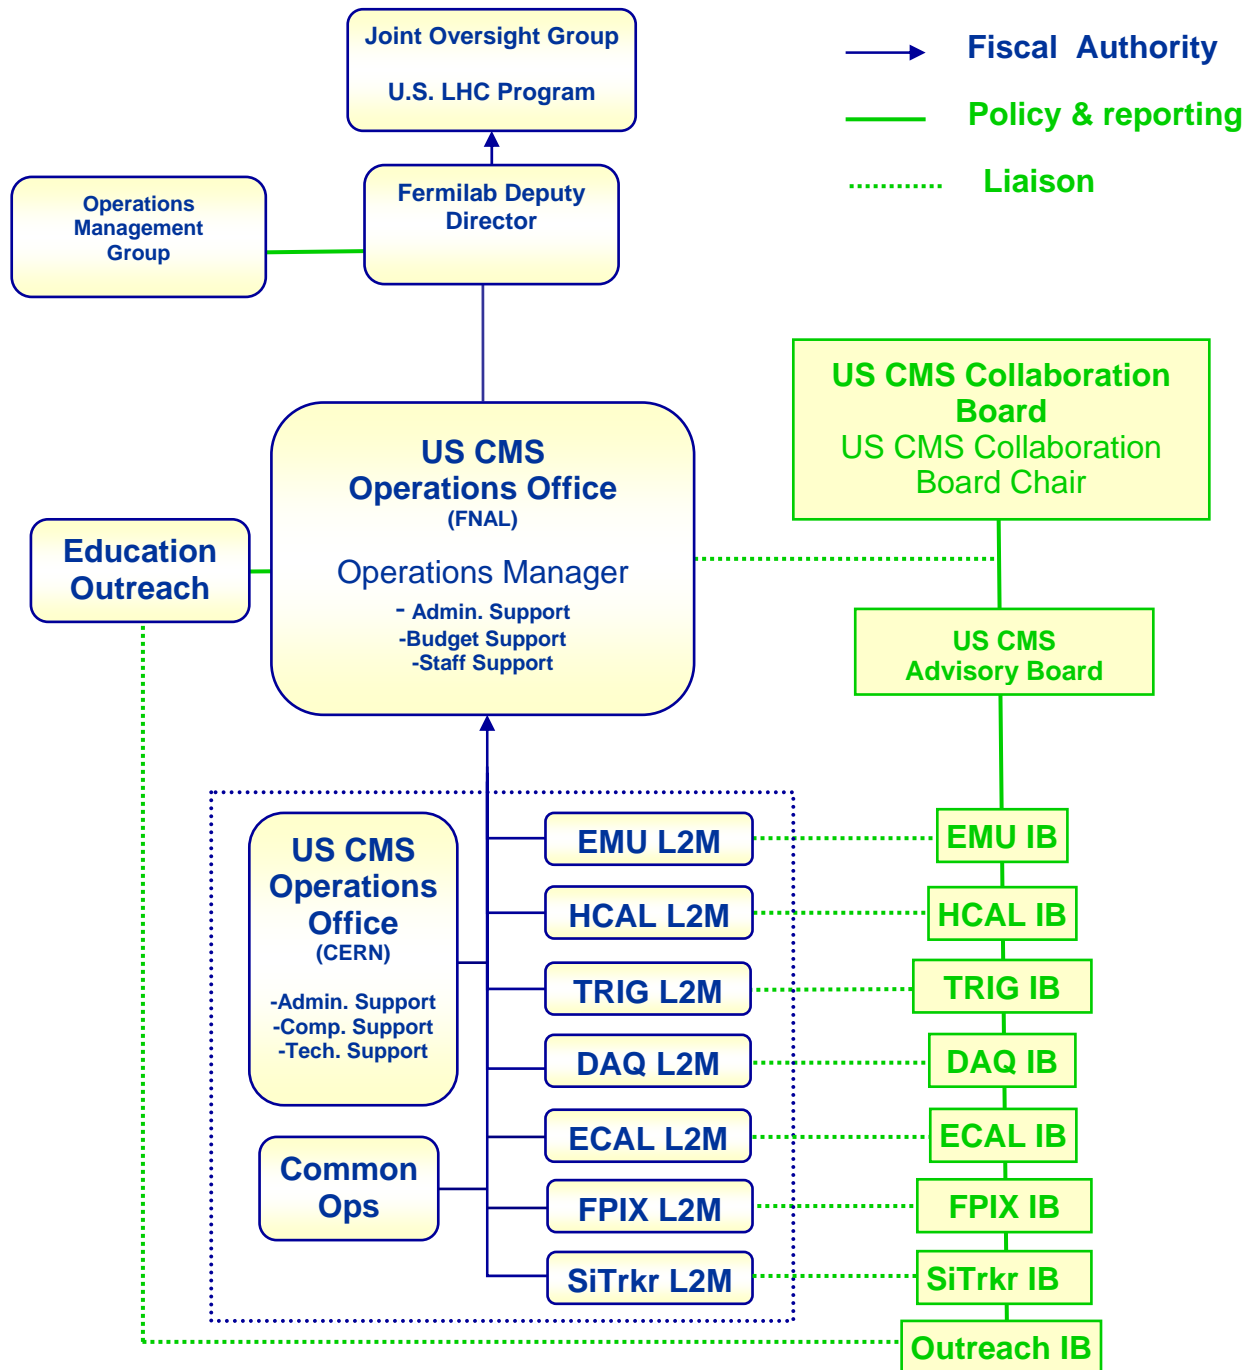 Joint Oversight Group
U.S. LHC Program
Fiscal Authority
Policy & reporting
Liaison
Operations
Management
Group
Fermilab Deputy
Director
US CMS Collaboration
Board
US CMS Collaboration
Board Chair
US CMS
Operations Office
(FNAL)
Operations Manager
- Admin. Support
-Budget Support
-Staff Support
Education
Outreach
US CMS
Advisory Board
US CMS
Operations
Office
(CERN)
-Admin. Support
-Comp. Support
-Tech. Support
Common
Ops
EMU L2M
HCAL L2M
TRIG L2M
DAQ L2M
ECAL L2M
FPIX L2M
SiTrkr L2M
EMU IB
HCAL IB
TRIG IB
DAQ IB
ECAL IB
FPIX IB
SiTrkr IB
Outreach IB